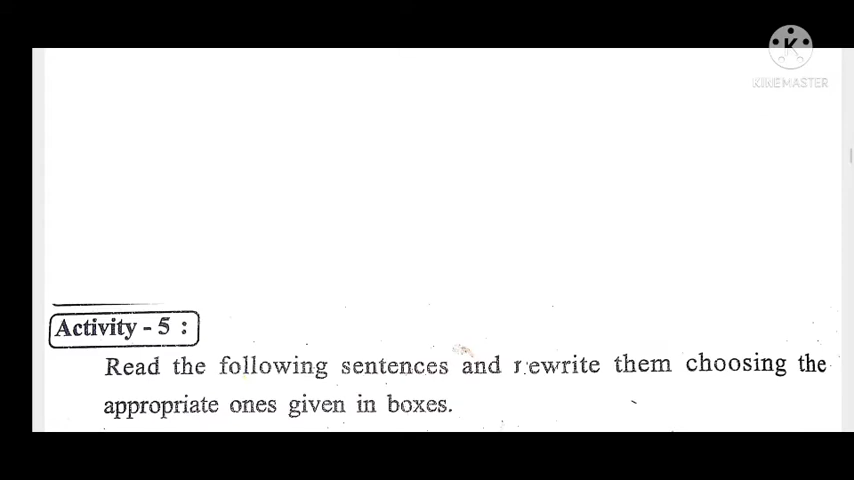 K
KINEMASTER
Activity - 5 :
Read the following sentences and rewrite them choosing the
appropriate ones given in boxes.